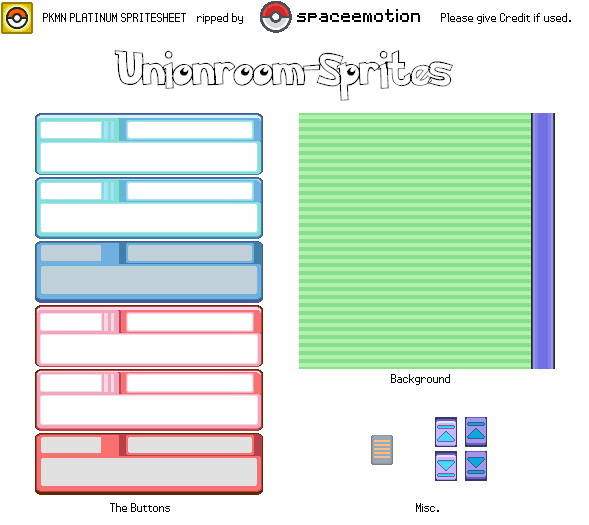 PKMN PLATINUM SPRITESHEET ripped by spaceemotion Please give Credit if used.
Unionroom-Sprites
Background
The Buttons
Misc.